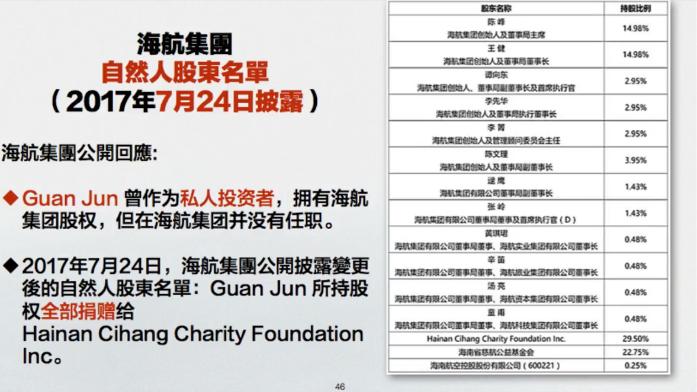 海航集團
自然人股東名單
（2017年7月24日披露）
海航集團公開回應:
◆Guan Jun 曾作为私人投资者，拥有海航
集团股权，但在海航集团并没有任职。
◆2017年7月24日，海航集團公開披露變更
後的自然人股東名單：Guan Jun 所持股
权全部捐赠给
Hainan Cihang Charity Foundation
Inc。
股东名称 持股比例
陈 峰
海航集团创始人及董事局主席 14.98%
王 健
海航集团创始人及董事局董事长 14.98%
谭向东
海航集团创始人、董事局副董事长及首席执行官 2.95%
李先华
海航集团创始人及董事局执行董事长 2.95%
李 箐
海航集团创始人及管理顾问委员会主任 2.95%
陈文理
海航集团创始人及董事局副董事长 3.95%
逯 鹰
海航集团有限公司董事局副董事长 1.43%
张 岭
海航集团有限公司董事局董事及首席执行官（D） 1.43%
黄琪珺
海航集团有限公司董事局董事、海航实业集团有限公司董事长 0.48%
辛 笛
海航集团有限公司董事局董事、海航旅业集团有限公司董事长 0.48%
汤 亮
海航集团有限公司董事局董事、海航资本集团有限公司董事长 0.48%
童 甫
海航集团有限公司董事局董事、海航科技集团有限公司董事长 0.48%
Hainan Cihang Charity Foundation Inc. 29.50%
海南省慈航公益基金会 22.75%
海南航空控股股份有限公司（600221） 0.25%
46